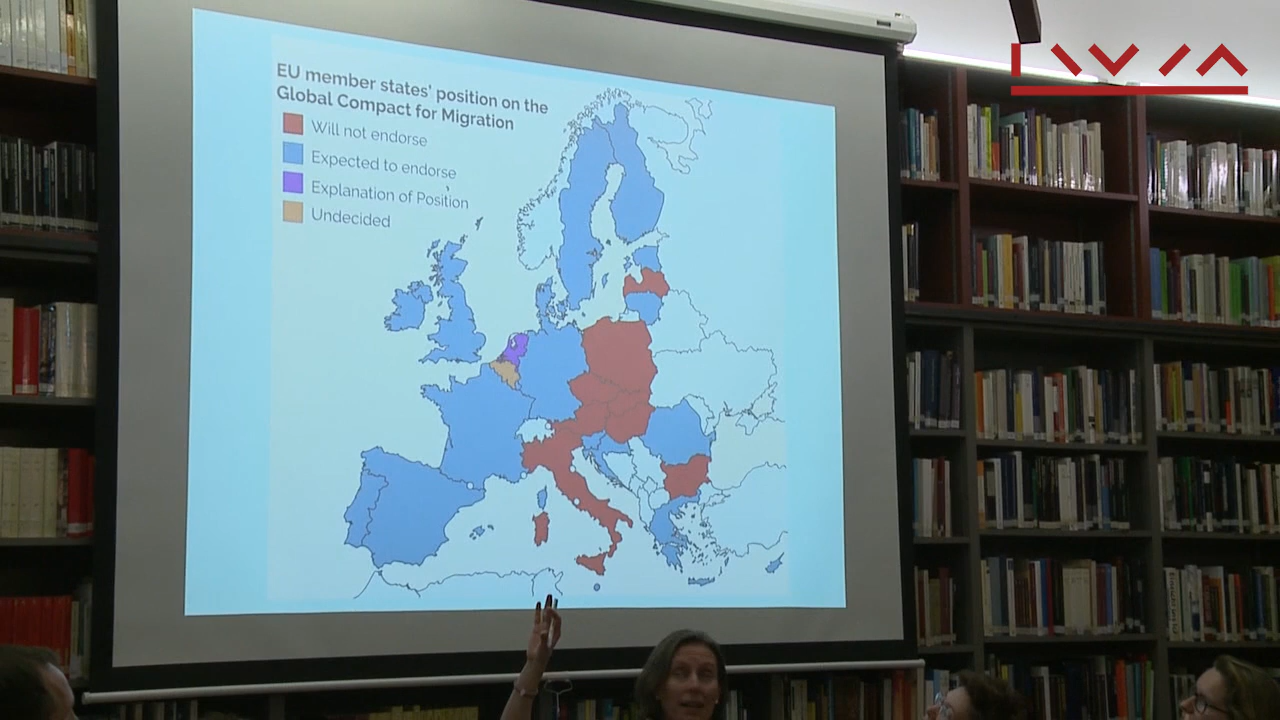 EU member states' position on the
Global Compact for Migration
Will not endorse
Expected to endorse
Explanation of Position
Undecided